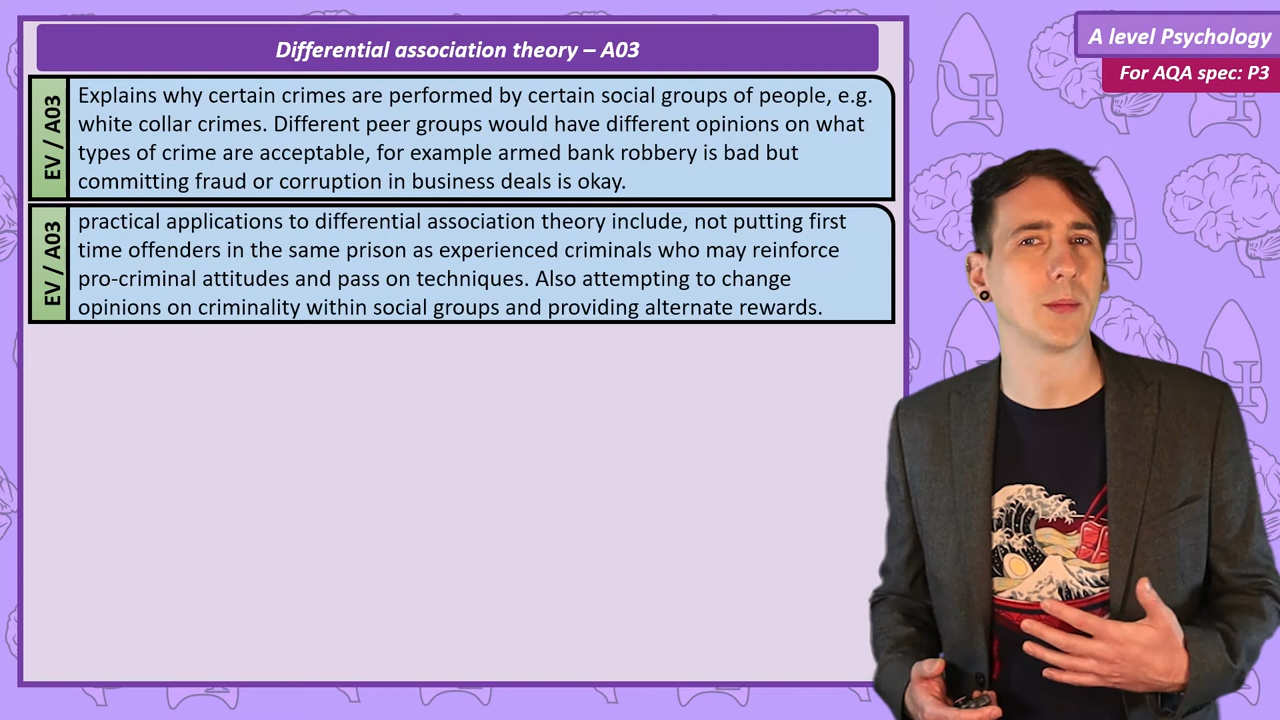 Differential association theory – A03
A level Psychology
For AQA spec: P3
EV / A03
Explains why certain crimes are performed by certain social groups of people, e.g.
white collar crimes. Different peer groups would have different opinions on what
types of crime are acceptable, for example armed bank robbery is bad but
committing fraud or corruption in business deals is okay.
EV / A03
practical applications to differential association theory include, not putting first
time offenders in the same prison as experienced criminals who may reinforce
pro-criminal attitudes and pass on techniques. Also attempting to change
opinions on criminality within social groups and providing alternate rewards.